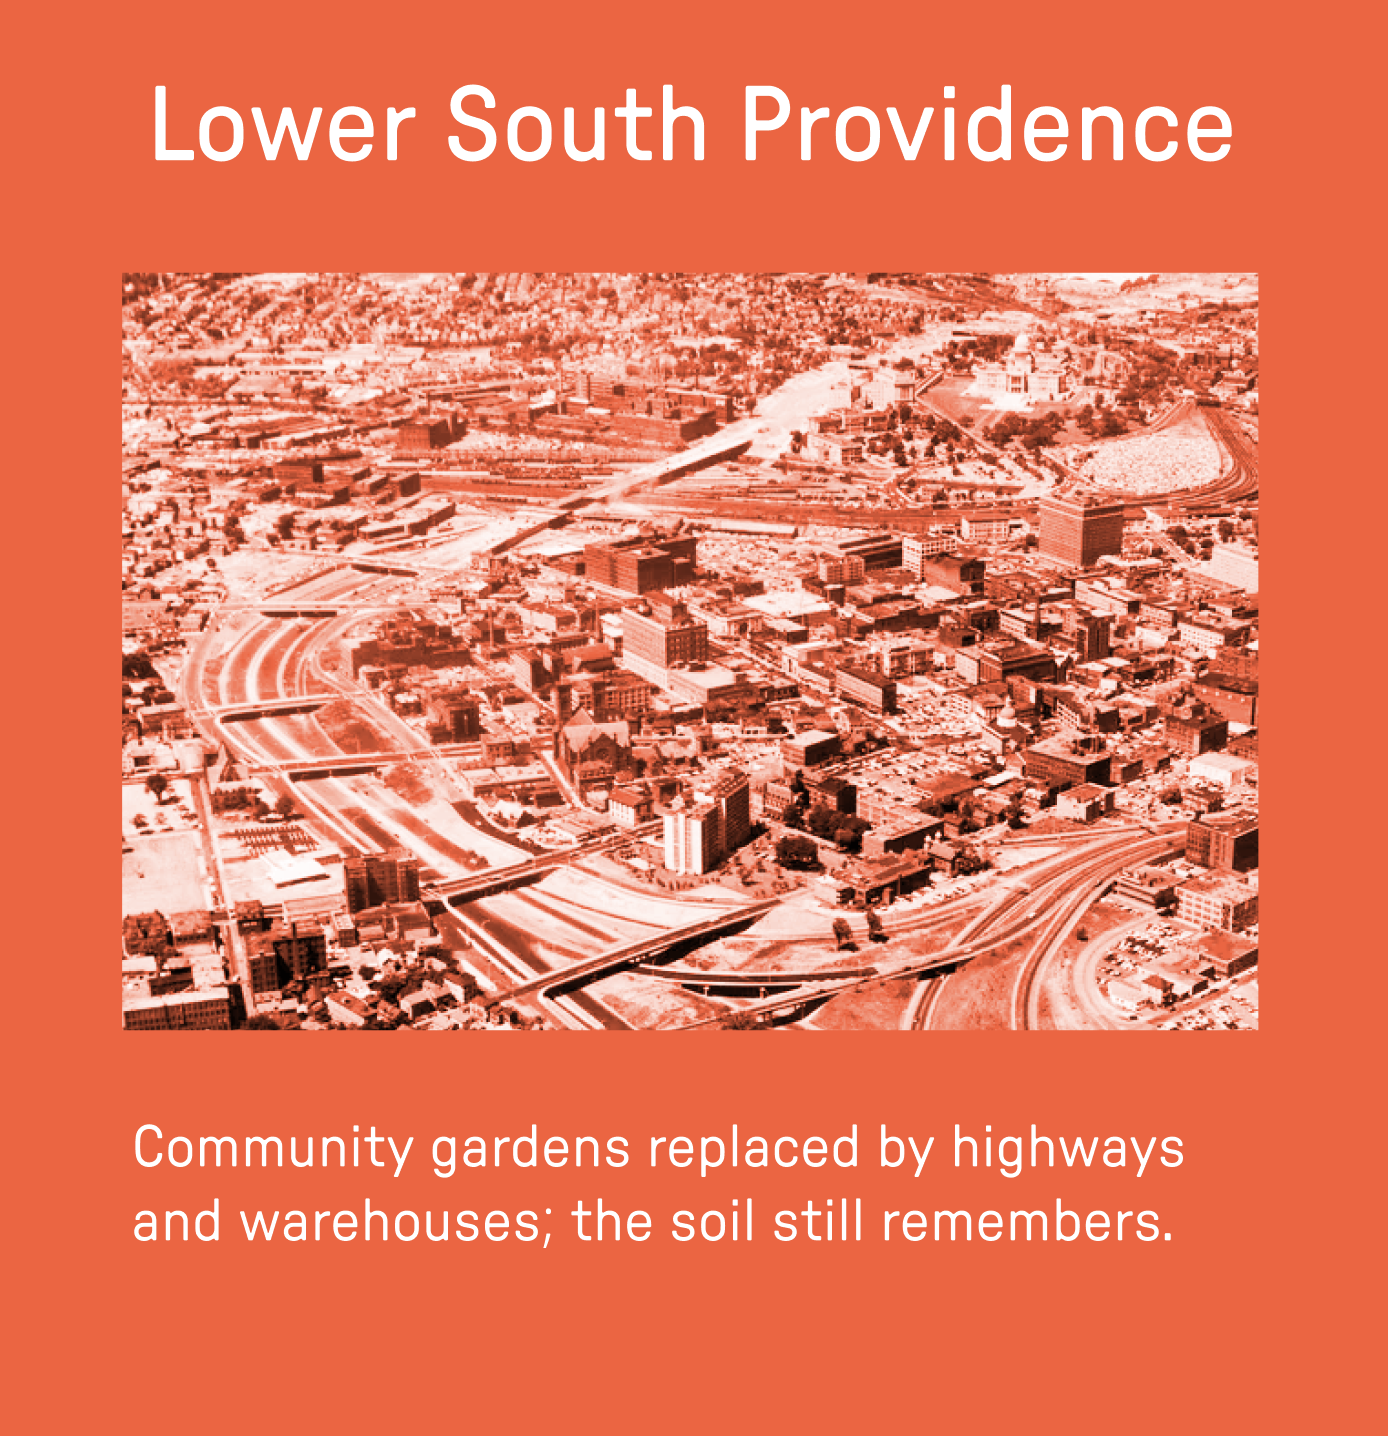 Lower South Providence
Community gardens replaced by highways
and warehouses; the soil still remembers.